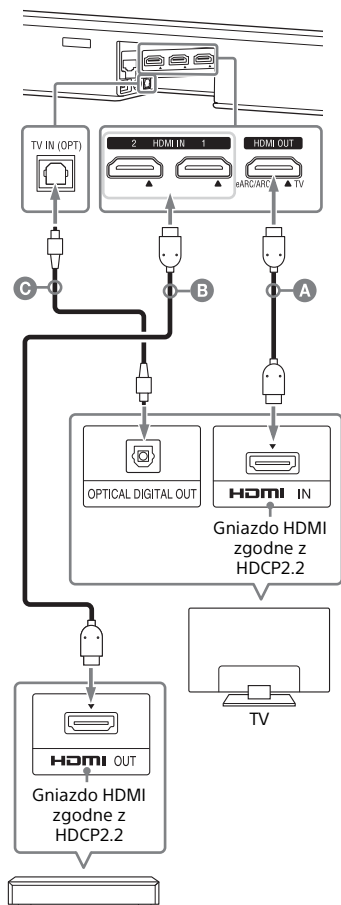 TV IN (OPT)
2 HDMI IN 1
HDMI OUT
eARC/ARC TV
C
B
A
OPTICAL DIGITAL OUT
HDMI IN
Gniazdo HDMI
zgodne z
HDCP2.2
TV
HDMI OUT
Gniazdo HDMI
zgodne z
HDCP2.2